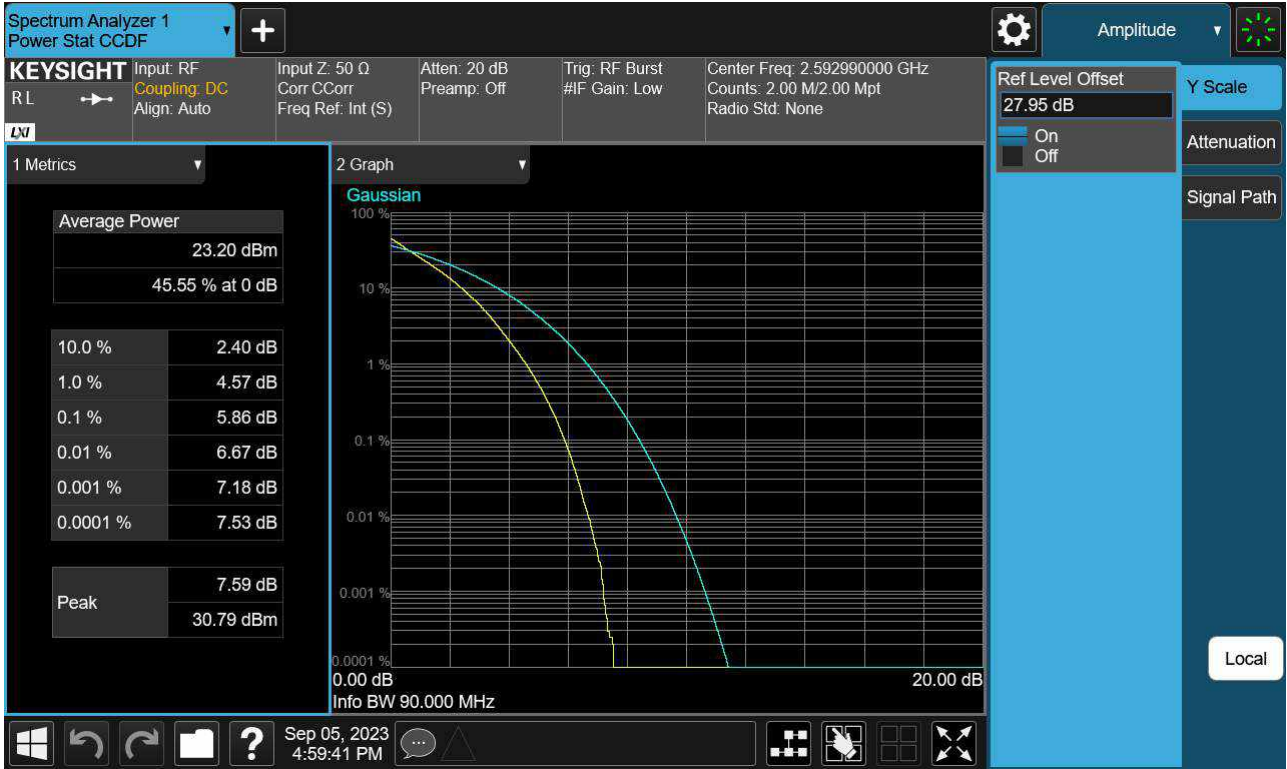 Spectrum Analyzer 1
Power Stat CCDF
Amplitude
KEYSIGHT
RL
LXI
Input: RF
Coupling: DC
Align: Auto
Input Z: 50 Ω
Corr CCorr
Freq Ref: Int (S)
Atten: 20 dB
Preamp: Off
Trig: RF Burst
#IF Gain: Low
Center Freq: 2.592990000 GHz
Counts: 2.00 M/2.00 Mpt
Radio Std: None
Ref Level Offset
27.95 dB
On
Off
Y Scale
Attenuation
Signal Path
Local
1 Metrics
Average Power
23.20 dBm
45.55 % at 0 dB
10.0 % 2.40 dB
1.0 % 4.57 dB
0.1 % 5.86 dB
0.01 % 6.67 dB
0.001 % 7.18 dB
0.0001 % 7.53 dB
Peak
7.59 dB
30.79 dBm
2 Graph
Gaussian
100 %
10 %
1 %
0.1 %
0.01 %
0.001 %
0.0001 %
0.00 dB 20.00 dB
Info BW 90.000 MHz
?
Sep 05, 2023
4:59:41 PM